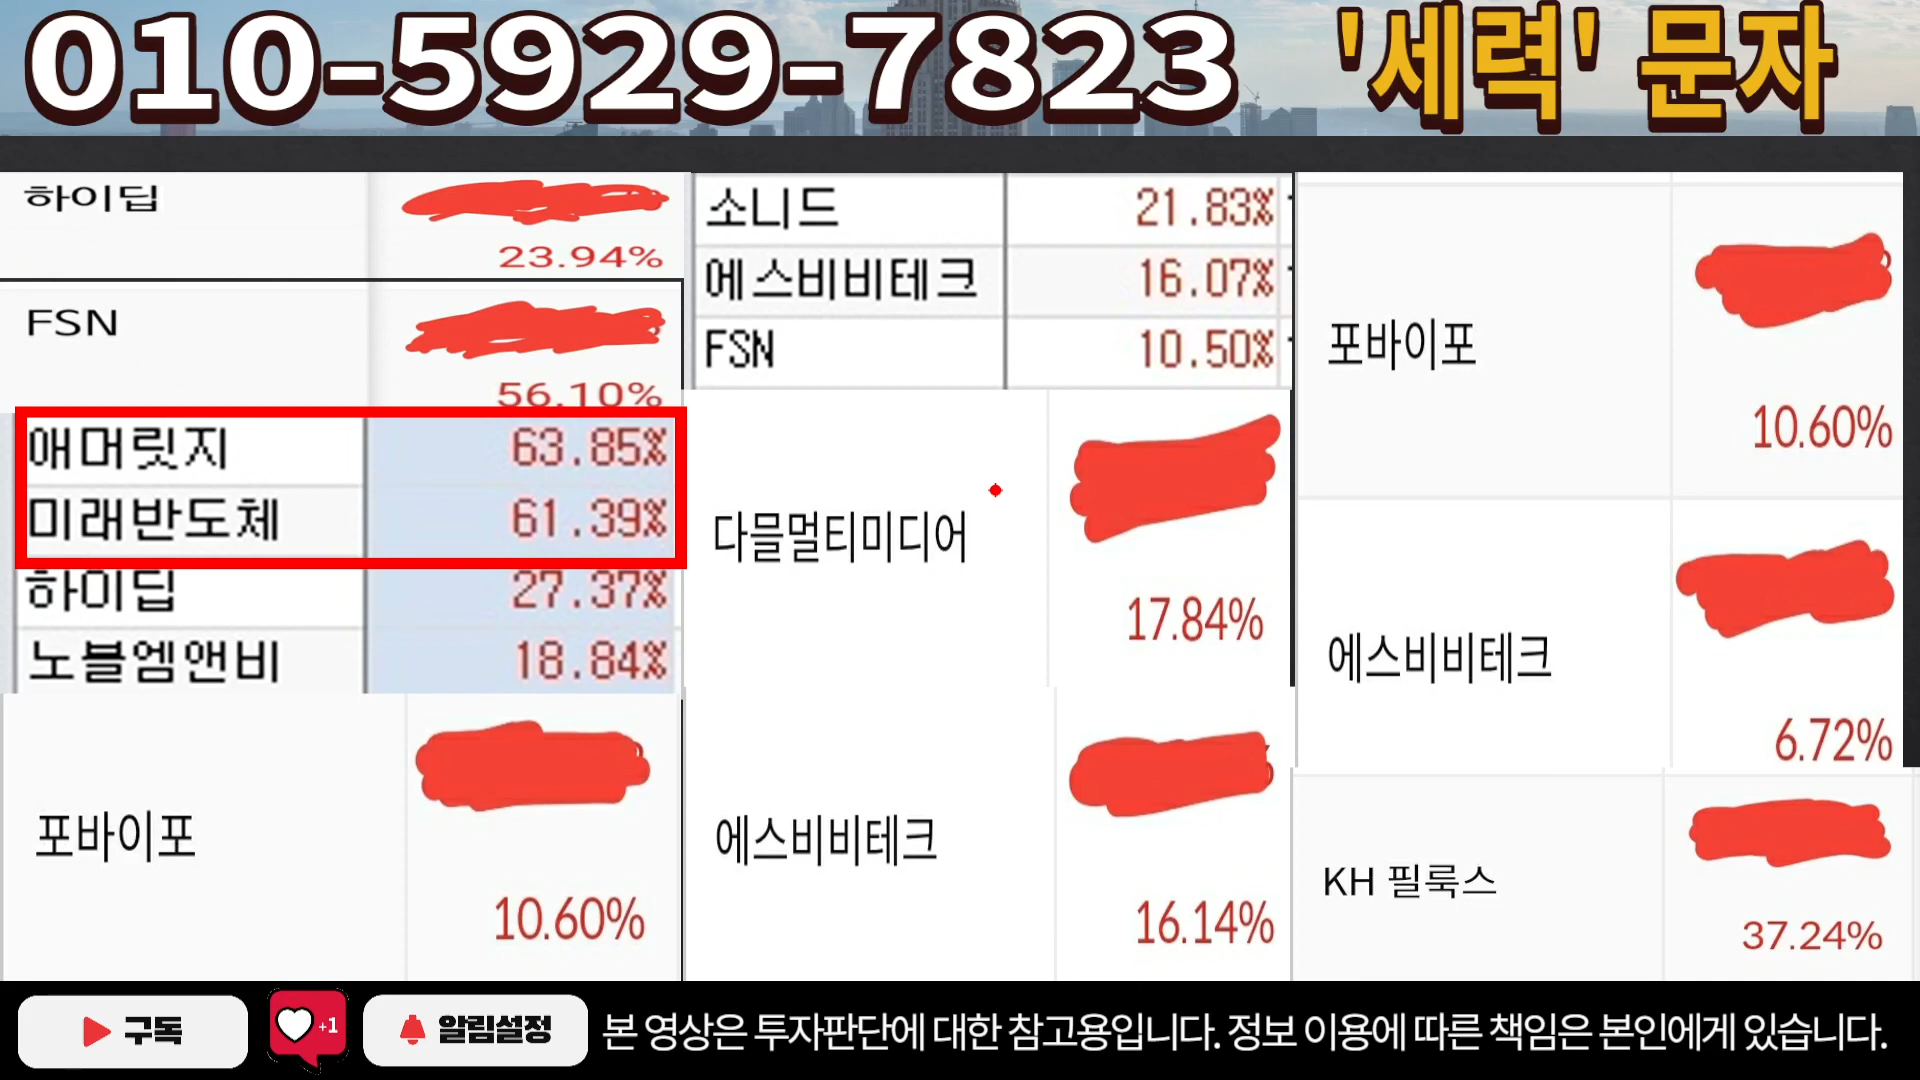 010-5929-7823 '세력' 문자
하이딥
23.94%
FSN
56.10%
애머릿지 63.85%
미래반도체 61.39%
하이딥 27.37%
노블엠앤비 18.84%
포바이포
10.60%
소니드 21.83%
에스비비테크 16.07%
FSN 10.50%
다믈멀티미디어
17.84%
에스비비테크
16.14%
포바이포
10.60%
에스비비테크
6.72%
KH 필룩스
37.24%
구독 +1 알림설정 본 영상은 투자판단에 대한 참고용입니다. 정보 이용에 따른 책임은 본인에게 있습니다.